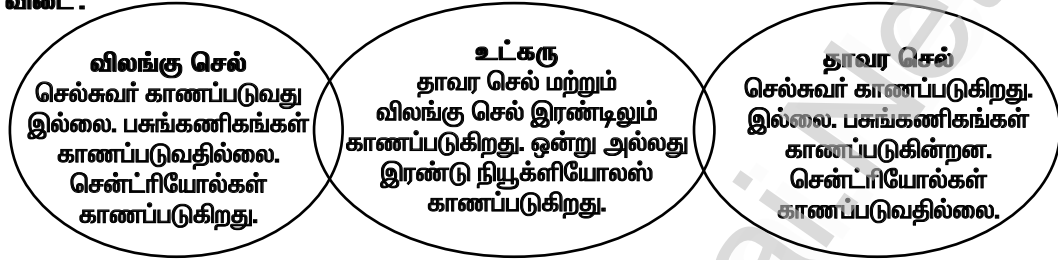 விடை :
விலங்கு செல்
செல்சுவர் காணப்படுவது
இல்லை. பசுங்கணிகங்கள்
காணப்படுவதில்லை.
சென்ட்ரியோல்கள்
காணப்படுகிறது.
உட்கரு
தாவர செல் மற்றும்
விலங்கு செல் இரண்டிலும்
காணப்படுகிறது. ஒன்று அல்லது
இரண்டு நியூக்ளியோலஸ்
காணப்படுகிறது.
தாவர செல்
செல்சுவர் காணப்படுகிறது.
இல்லை. பசுங்கணிகங்கள்
காணப்படுகின்றன.
சென்ட்ரியோல்கள்
காணப்படுவதில்லை.
ai.Net